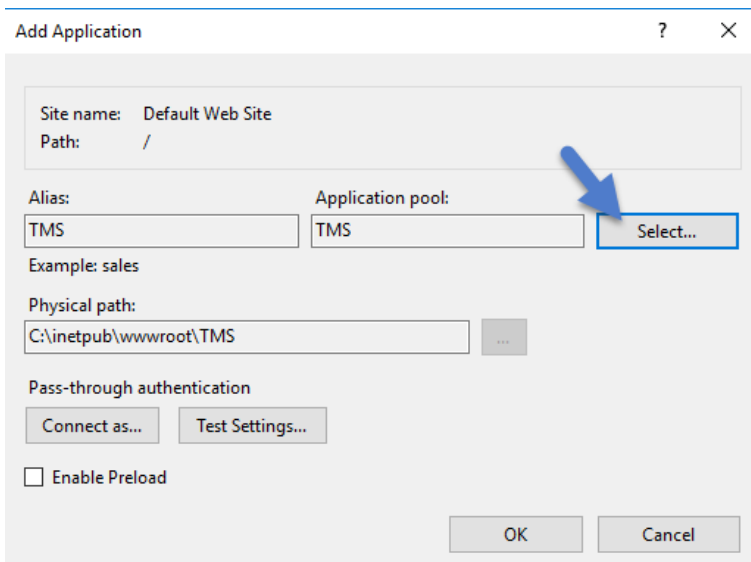 Add Application ?
Site name: Default Web Site
Path: /
Alias: Application pool:
TMS TMS Select...
Example: sales
Physical path:
C:\inetpub\wwwroot\TMS ...
Pass-through authentication
Connect as... Test Settings...
Enable Preload
OK Cancel